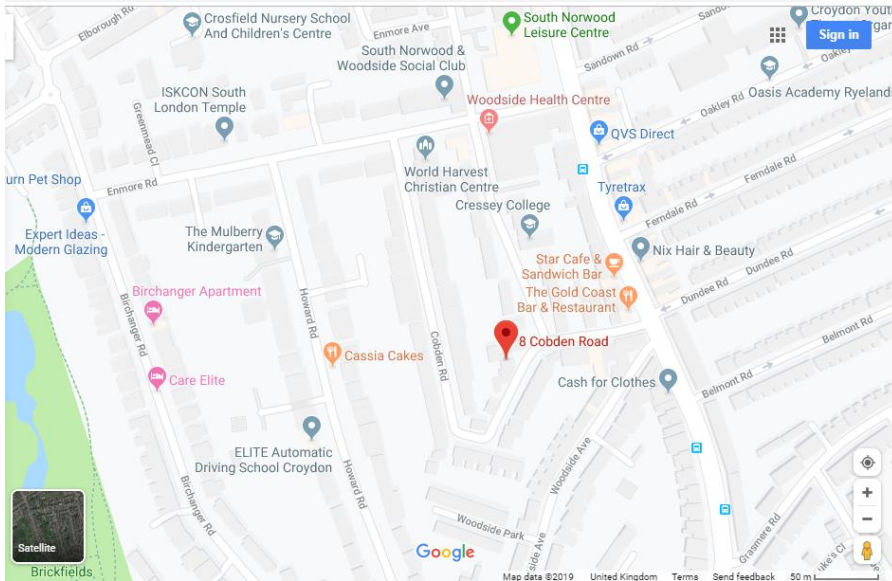 Elborough Rd
Crosfield Nursery School
And Children's Centre
Enmore Ave
South Norwood
Leisure Centre
Sandown Rd
Croydon Yout
Sign in
South Norwood &
Woodside Social Club
ISKCON South
London Temple
Greenmead Cl
Woodside Health Centre
Oakley Rd
Oasis Academy Ryelands
QVS Direct
World Harvest
Christian Centre
urn Pet Shop
Enmore Rd
Tyretrax
Ferndale Rd
Ferndale Rd
Cressey College
Expert Ideas -
Modern Glazing
The Mulberry
Kindergarten
Nix Hair & Beauty
Star Cafe &
Sandwich Bar
Dundee Rd
Dundee Rd
The Gold Coast
Bar & Restaurant
Birchanger Apartment
Birchanger Rd
Howard Rd
Cobden Rd
8 Cobden Road
Belmont Rd
Belmont Rd
Cassia Cakes
Care Elite
Cash for Clothes
ELITE Automatic
Driving School Croydon
Howard Rd
Woodside Ave
Birchanger Rd
Woodside Park
side Ave
Grasmere Rd
ke's Cl
Satellite
Brickfields
Google
Map data ©2019 United Kingdom Terms Send feedback 50 m